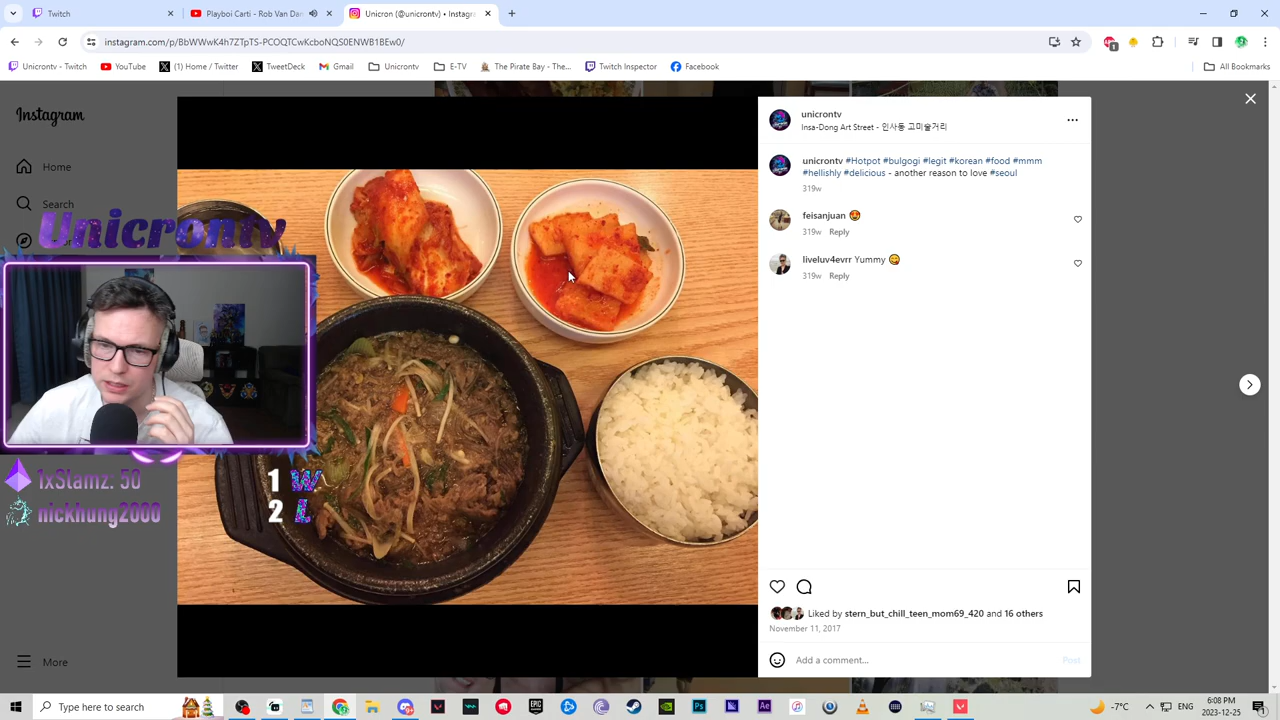 Twitch
Playboi Carti - Rob Van Dar
Unicron (@unicrontv) • Instagr
instagram.com/p/BbWWwK4h7ZTpTS-PCOQTCwKcboNQS0ENWB1BEw0/
Unicrontv - Twitch
YouTube
(1) Home / Twitter
TweetDeck
Gmail
Unicrontv
E-TV
The Pirate Bay - The...
Twitch Inspector
Facebook
All Bookmarks
Instagram
Home
Search
More
Unicrontv
1xStamz: 50
nickhung2000
1 W
2 L
unicrontv
Insa-Dong Art Street - 인사동 고미술거리
unicrontv #Hotpot #bulgogi #legit #korean #food #mmm
#hellishly #delicious - another reason to love #seoul
319w
feisanjuan
319w Reply
liveluv4evrr Yummy
319w Reply
Liked by stern_but_chill_teen_mom69_420 and 16 others
November 11, 2017
Add a comment...
Post
Type here to search
-7°C
ENG
6:08 PM
2023-12-25